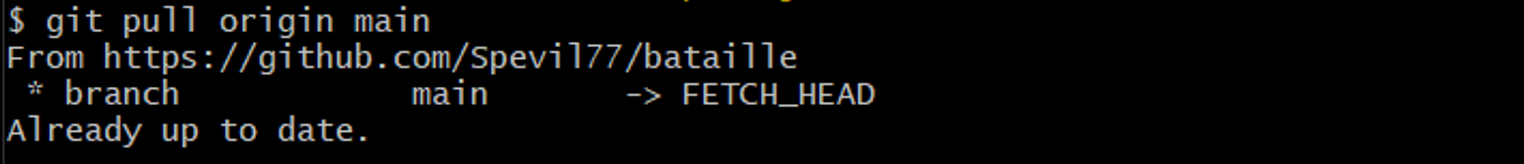 $ git pull origin main
From https://github.com/Spevil77/bataille
 * branch            main       -> FETCH_HEAD
Already up to date.